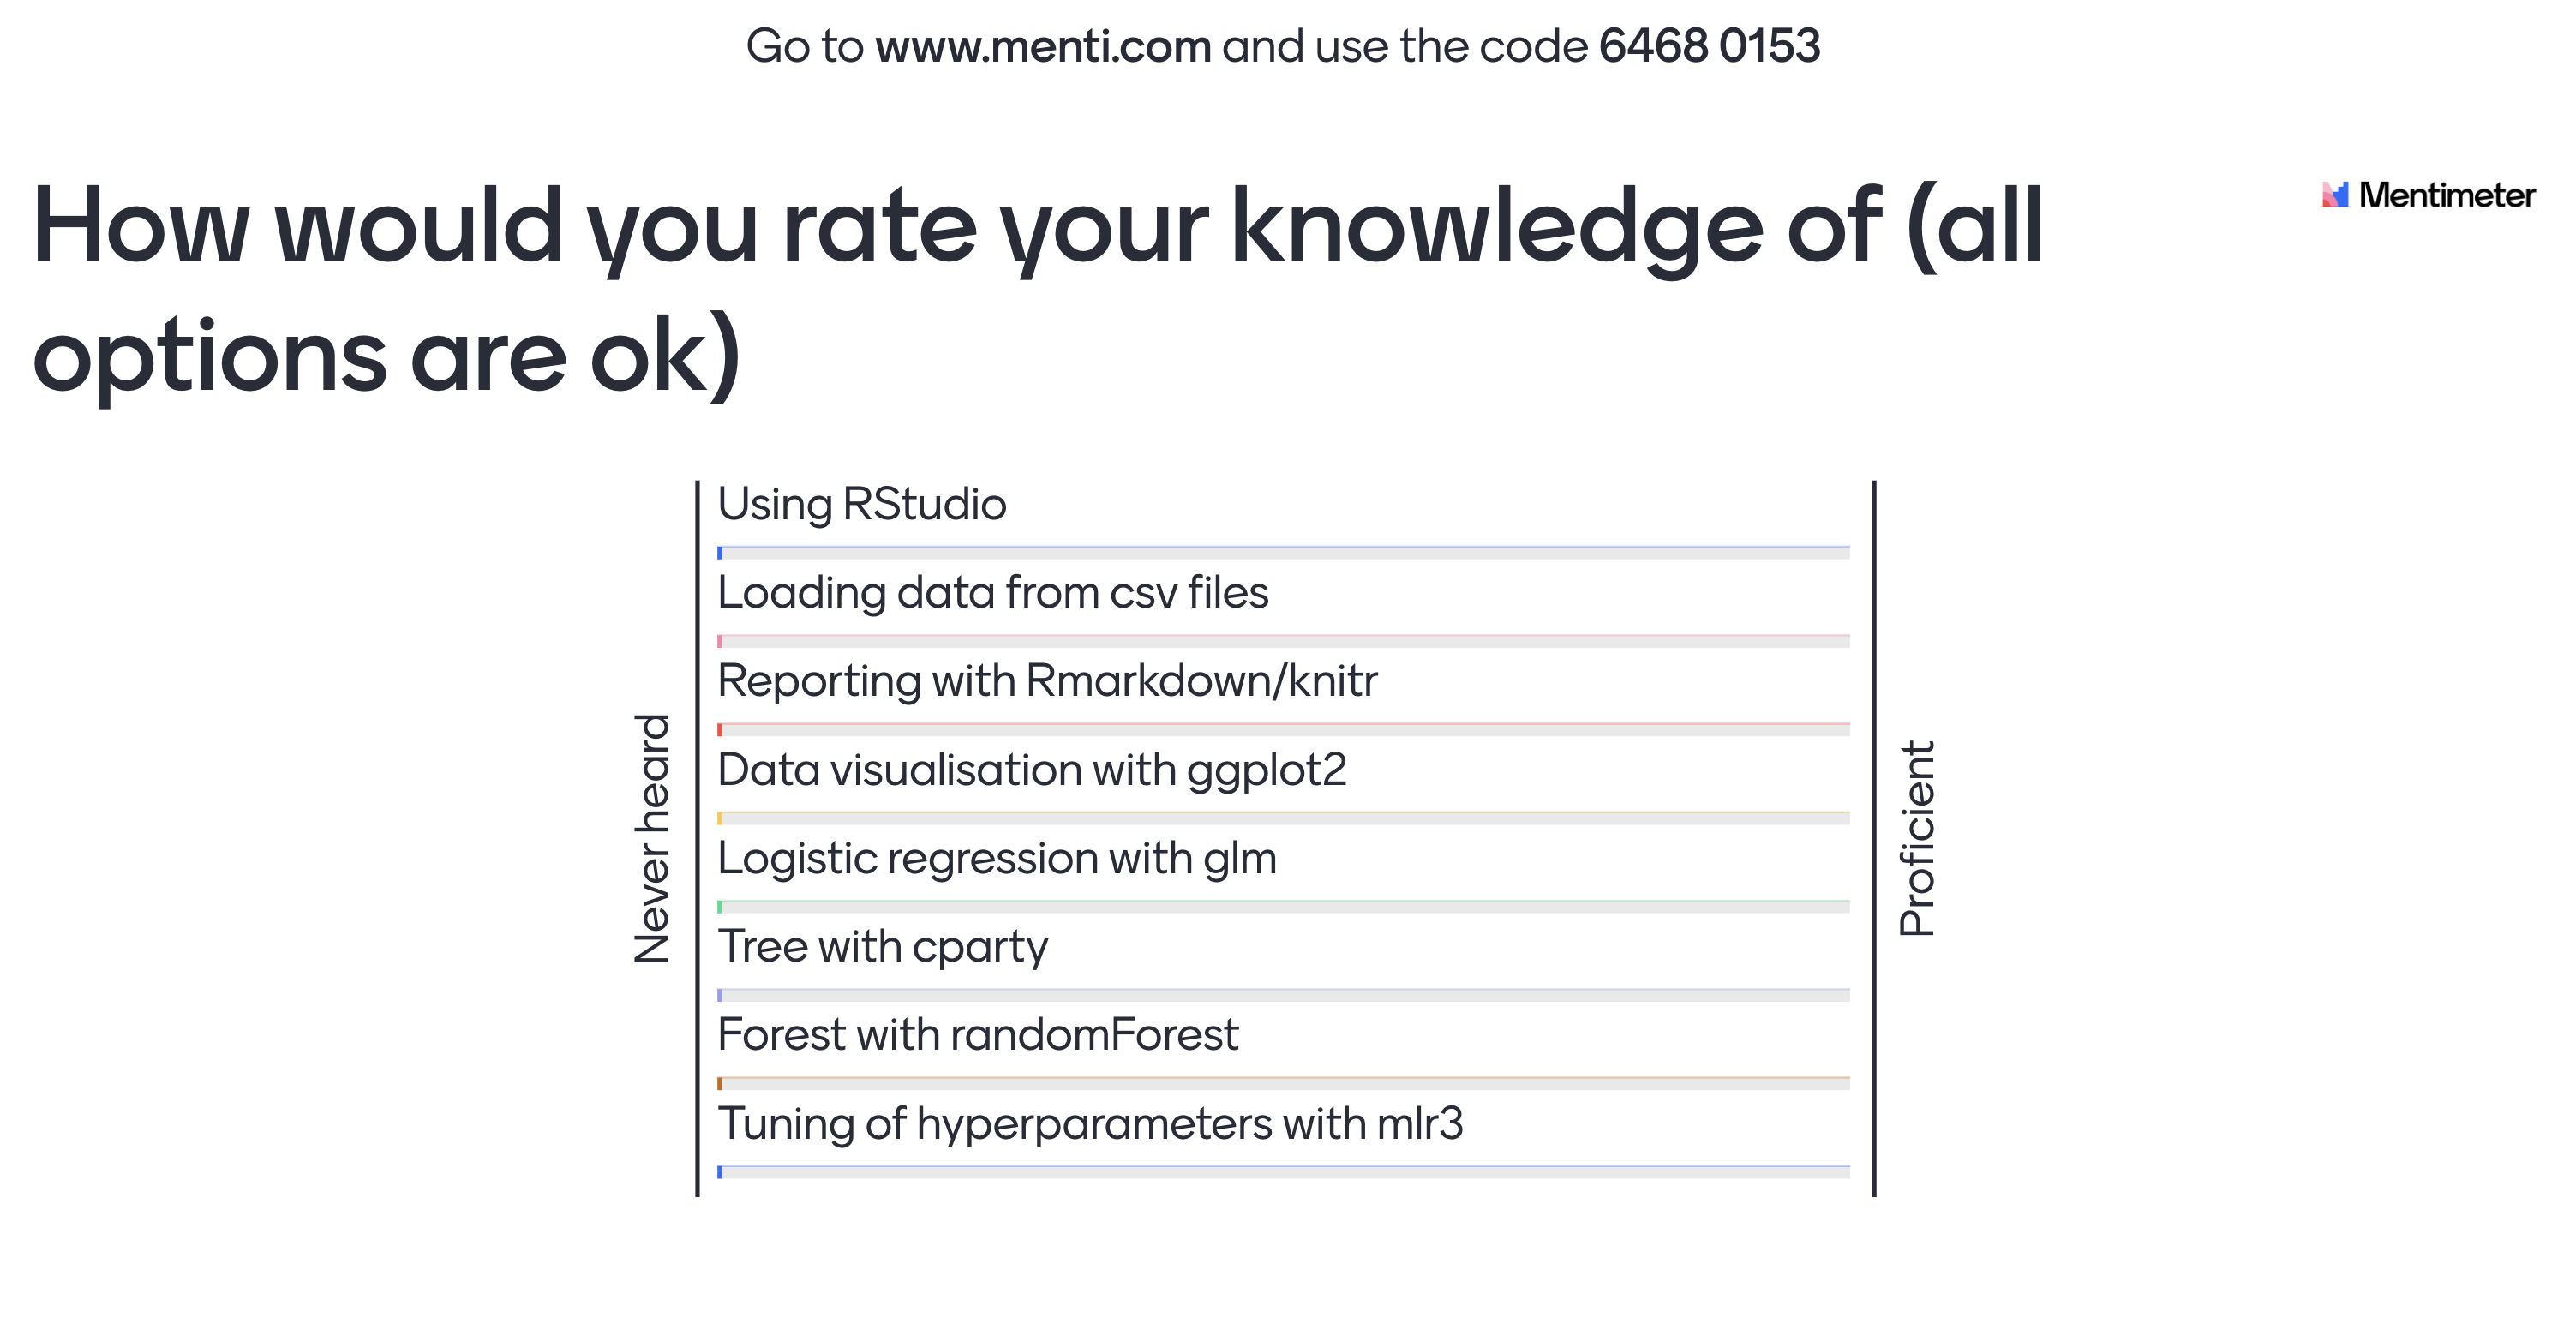 Go to www.menti.com and use the code 6468 0153
How would you rate your knowledge of (all
options are ok)
Mentimeter
Never heard
Using RStudio
Loading data from csv files
Reporting with Rmarkdown/knitr
Data visualisation with ggplot2
Logistic regression with glm
Tree with cparty
Forest with randomForest
Tuning of hyperparameters with mlr3
Proficient